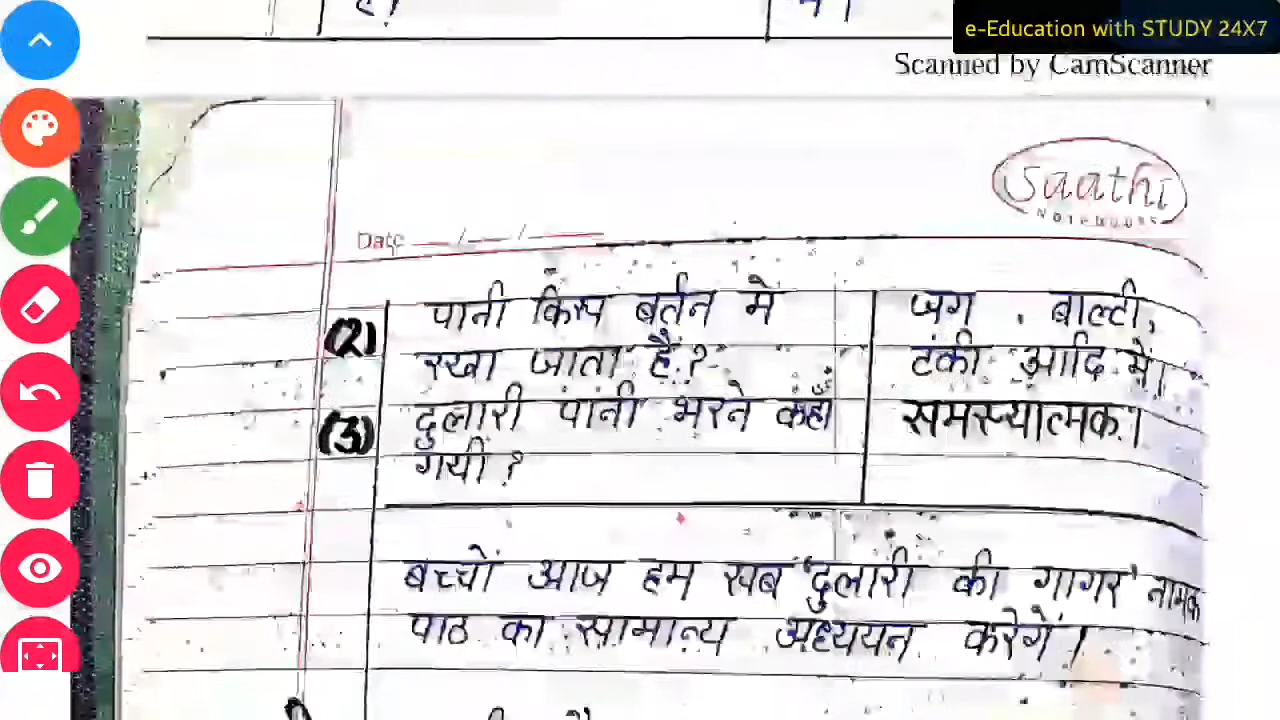 e-Education with STUDY 24X7
Scanned by CamScanner
Saathi
NOTEBOOKS
Date
(2) पानी किस बर्तन में जग, बाल्टी,
रखा जाता है? टंकी आदि में।
(3) दुलारी पानी भरने कहाँ समस्यात्मक।
गयी?
बच्चों आज हम सब 'दुलारी की गागर' नामक
पाठ का सामान्य अध्ययन करेगें।